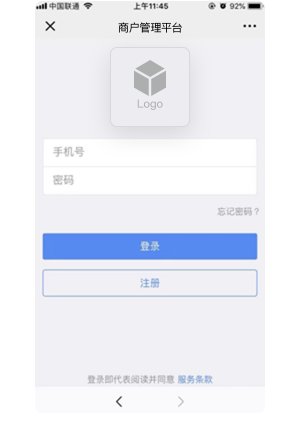 中国联通 上午11:45 92%
商户管理平台
Logo
手机号
密码
忘记密码？
登录
注册
登录即代表阅读并同意 服务条款